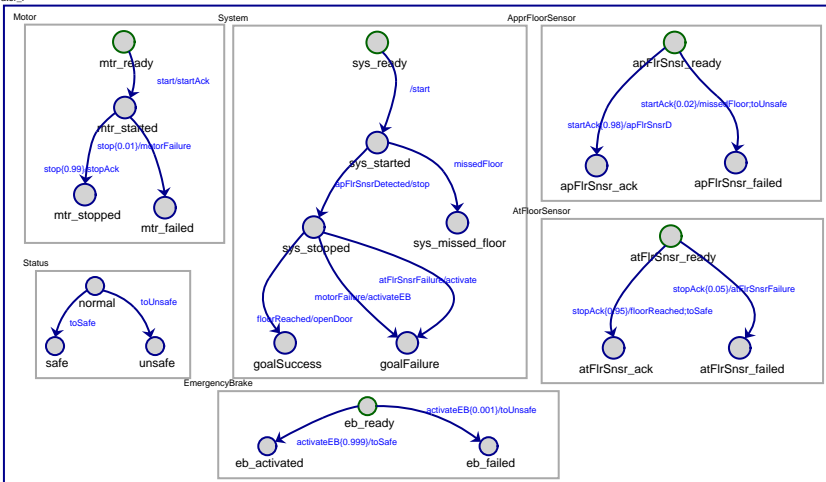 Motor
mtr_ready
start/startAck
mtr_started
stop{0.01}/motorFailure
stop{0.99}/stopAck
mtr_stopped
mtr_failed
System
sys_ready
/start
sys_started
missedFloor
apFlrSnsrDetected/stop
sys_stopped
sys_missed_floor
atFlrSnsrFailure/activate
motorFailure/activateEB
floorReached/openDoor
goalSuccess
goalFailure
ApprFloorSensor
apFlrSnsr_ready
startAck{0.02}/missedFloor;toUnsafe
startAck{0.98}/apFlrSnsrD
apFlrSnsr_ack
apFlrSnsr_failed
AtFloorSensor
atFlrSnsr_ready
stopAck{0.05}/atFlrSnsrFailure
stopAck{0.95}/floorReached;toSafe
atFlrSnsr_ack
atFlrSnsr_failed
Status
normal
toUnsafe
toSafe
safe
unsafe
EmergencyBrake
eb_ready
activateEB{0.001}/toUnsafe
activateEB{0.999}/toSafe
eb_activated
eb_failed